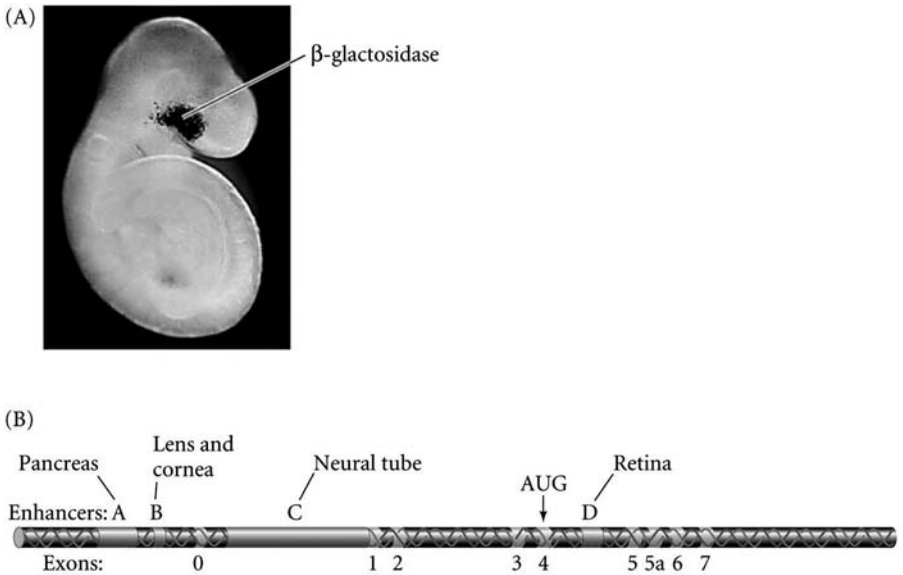 (A)
β-glactosidase
(B)
Lens and
cornea
Pancreas
Neural tube
Retina
AUG
Enhancers: A B C D
Exons: 0 1 2 3 4 5 5a 6 7